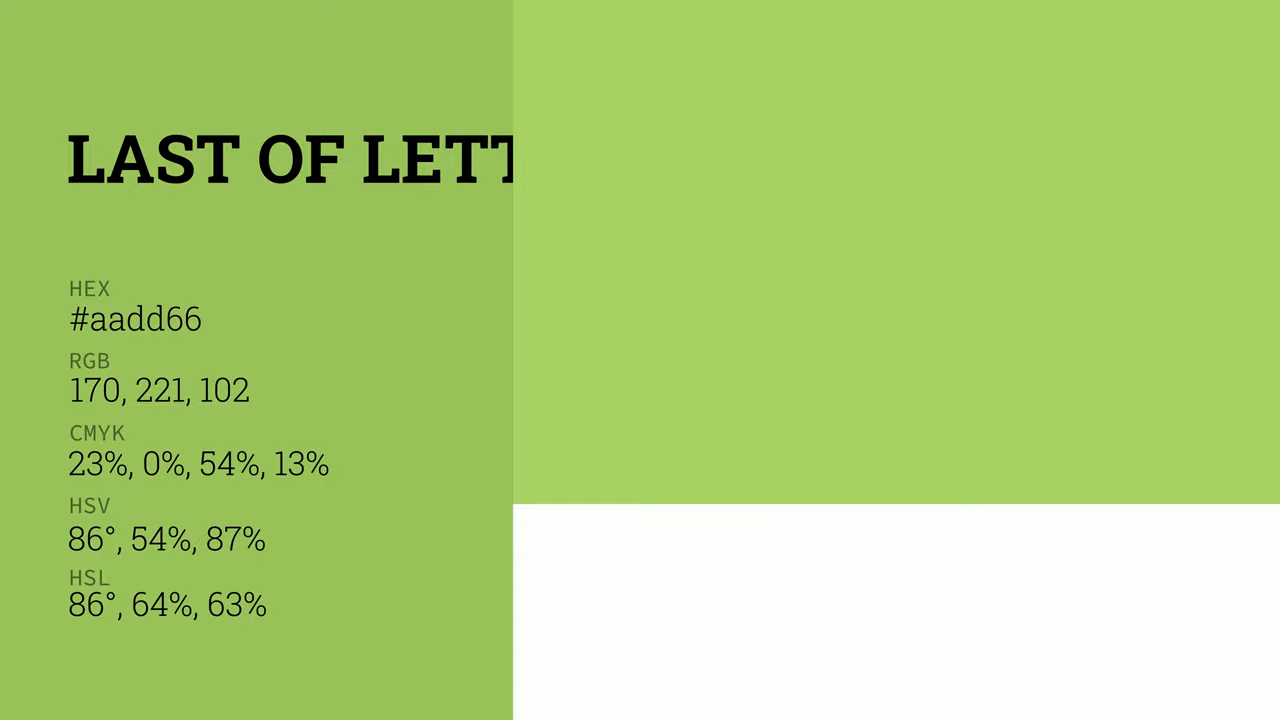 LAST OF LETT
HEX
#aadd66
RGB
170, 221, 102
CMYK
23%, 0%, 54%, 13%
HSV
86°, 54%, 87%
HSL
86°, 64%, 63%